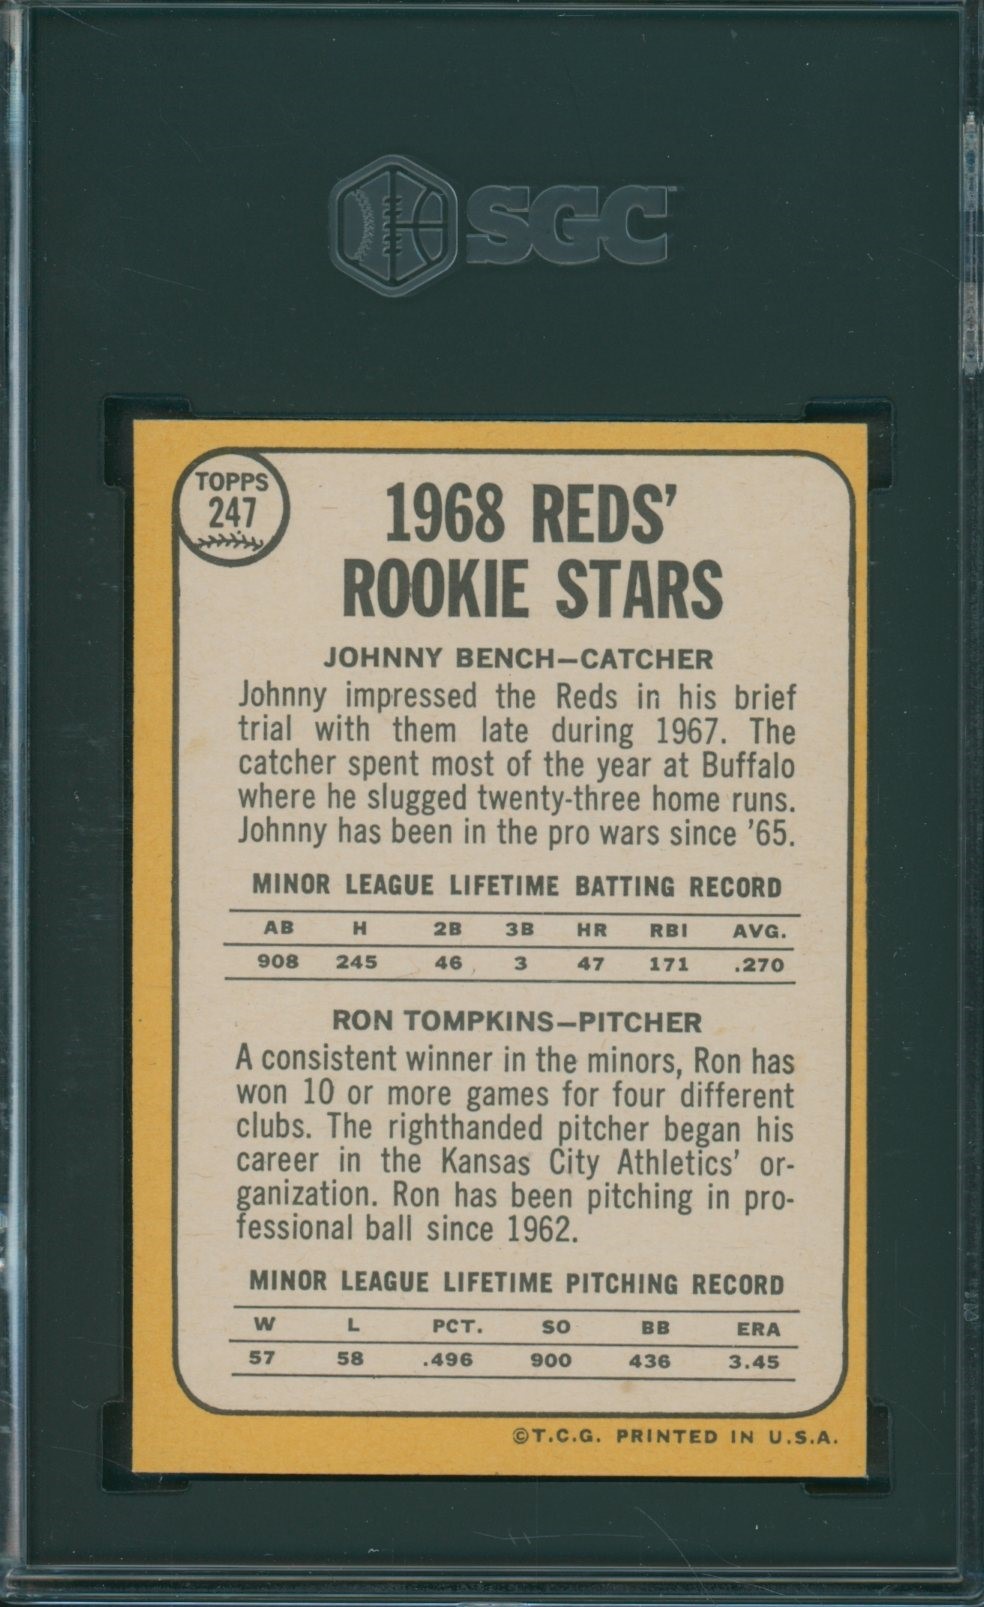 SGC
TOPPS
247
1968 REDS'
ROOKIE STARS
JOHNNY BENCH—CATCHER
Johnny impressed the Reds in his brief
trial with them late during 1967. The
catcher spent most of the year at Buffalo
where he slugged twenty-three home runs.
Johnny has been in the pro wars since '65.
MINOR LEAGUE LIFETIME BATTING RECORD
AB H 2B 3B HR RBI AVG.
908 245 46 3 47 171 .270
RON TOMPKINS—PITCHER
A consistent winner in the minors, Ron has
won 10 or more games for four different
clubs. The righthanded pitcher began his
career in the Kansas City Athletics' or-
ganization. Ron has been pitching in pro-
fessional ball since 1962.
MINOR LEAGUE LIFETIME PITCHING RECORD
W L PCT. SO BB ERA
57 58 .496 900 436 3.45
©T.C.G. PRINTED IN U.S.A.